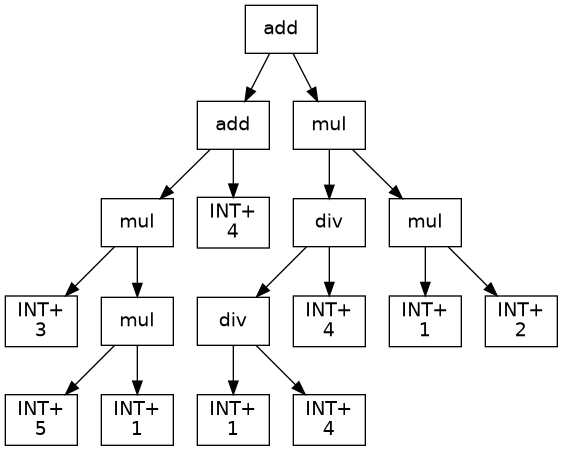 add
add
mul
mul
INT+
4
div
mul
INT+
3
mul
div
INT+
4
INT+
1
INT+
2
INT+
5
INT+
1
INT+
1
INT+
4